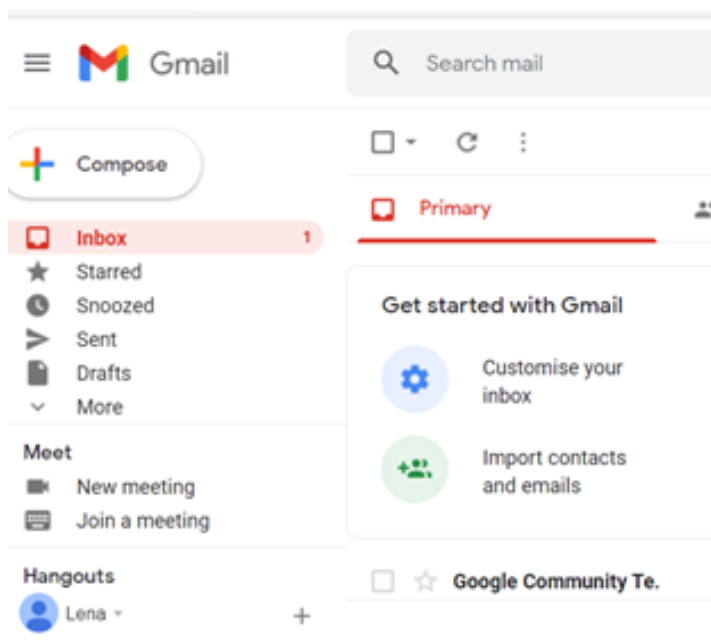 Gmail
Search mail
Compose
Primary
Inbox 1
Starred
Snoozed
Sent
Drafts
More
Get started with Gmail
Customise your
inbox
Import contacts
and emails
Meet
New meeting
Join a meeting
Hangouts
Lena
Google Community Te.